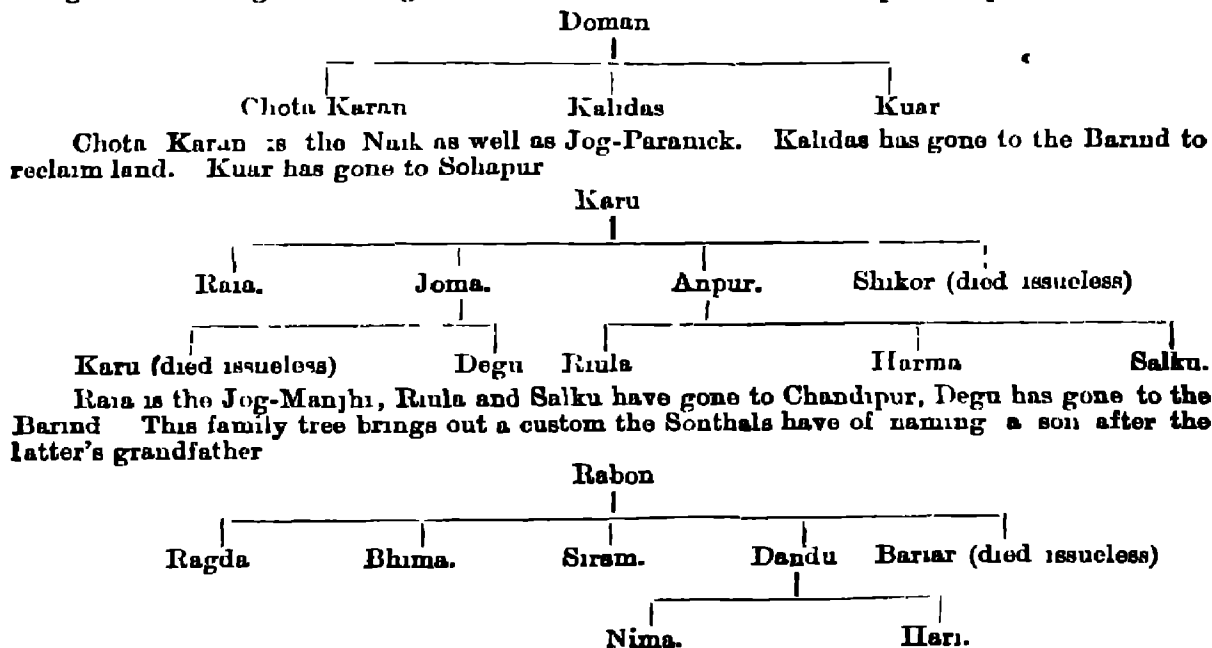 Doman
Chota Karan Kalidas Kuar
Chota Karan is the Naik as well as Jog-Paranick. Kalidas has gone to the Barind to
reclaim land. Kuar has gone to Sohapur
Karu
Raia. Joma. Anpur. Shikor (died issueless)
Karu (died issueless) Degu Riula Harma Salku.
Raia is the Jog-Manjhi, Riula and Salku have gone to Chandipur, Degu has gone to the
Barind This family tree brings out a custom the Sonthals have of naming a son after the
latter's grandfather
Rabon
Ragda Bhima. Siram. Dandu Bariar (died issueless)
Nima. Hari.